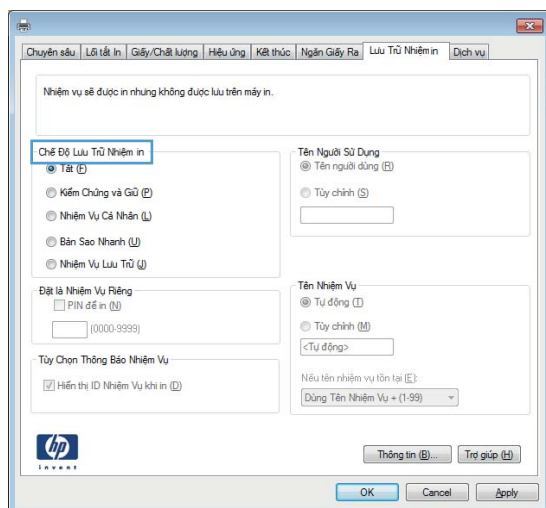 Chuyên sâu Lối tắt In Giấy/Chất lượng Hiệu ứng Kết thúc Ngăn Giấy Ra Lưu Trữ Nhiệm in Dịch vụ
Nhiệm vụ sẽ được in nhưng không được lưu trên máy in.
Chế Độ Lưu Trữ Nhiệm in
Tắt (F)
Kiểm Chứng và Giữ (P)
Nhiệm Vụ Cá Nhân (L)
Bản Sao Nhanh (U)
Nhiệm Vụ Lưu Trữ (J)
Tên Người Sử Dụng
Tên người dùng (R)
Tùy chỉnh (S)
Đặt là Nhiệm Vụ Riêng
PIN để in (N)
(0000-9999)
Tên Nhiệm Vụ
Tự động (T)
Tùy chỉnh (M)
<Tự động>
Nếu tên nhiệm vụ tồn tại (E):
Dùng Tên Nhiệm Vụ + (1-99)
Tùy Chọn Thông Báo Nhiệm Vụ
Hiển thị ID Nhiệm Vụ khi in (D)
hp
invent
Thông tin (B)... Trợ giúp (H)
OK Cancel Apply